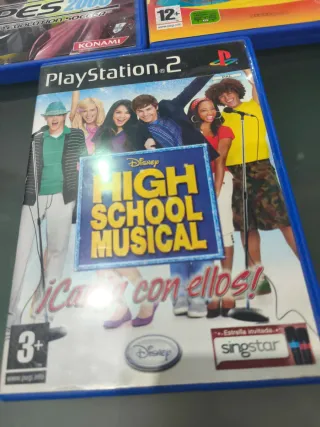 PES 2008
KONAMI
12+
PlayStation 2
Disney
HIGH
SCHOOL
MUSICAL
¡Canta con ellos!
3+
www.pegi.info
Disney
Estrella invitada
singstar